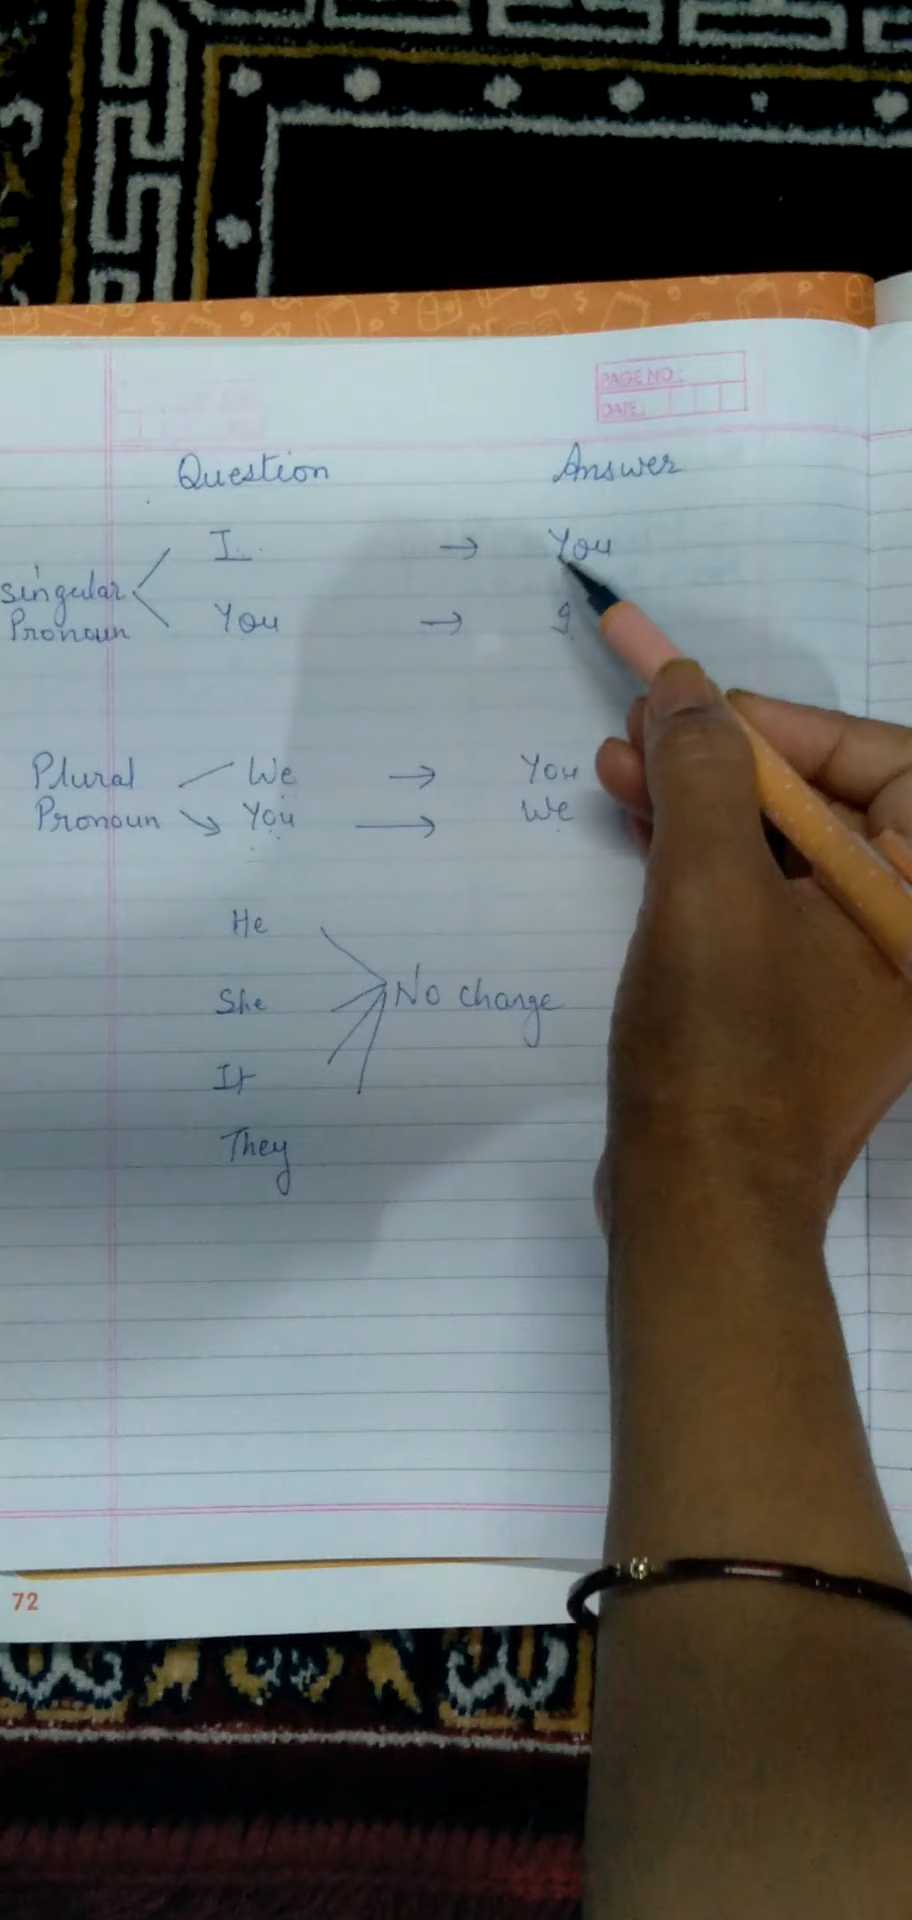 PAGE NO.:
DATE:
Question Answer
I → You
Singular
Pronoun You → I
Plural We → You
Pronoun You → We
He
She No change
It
They
72